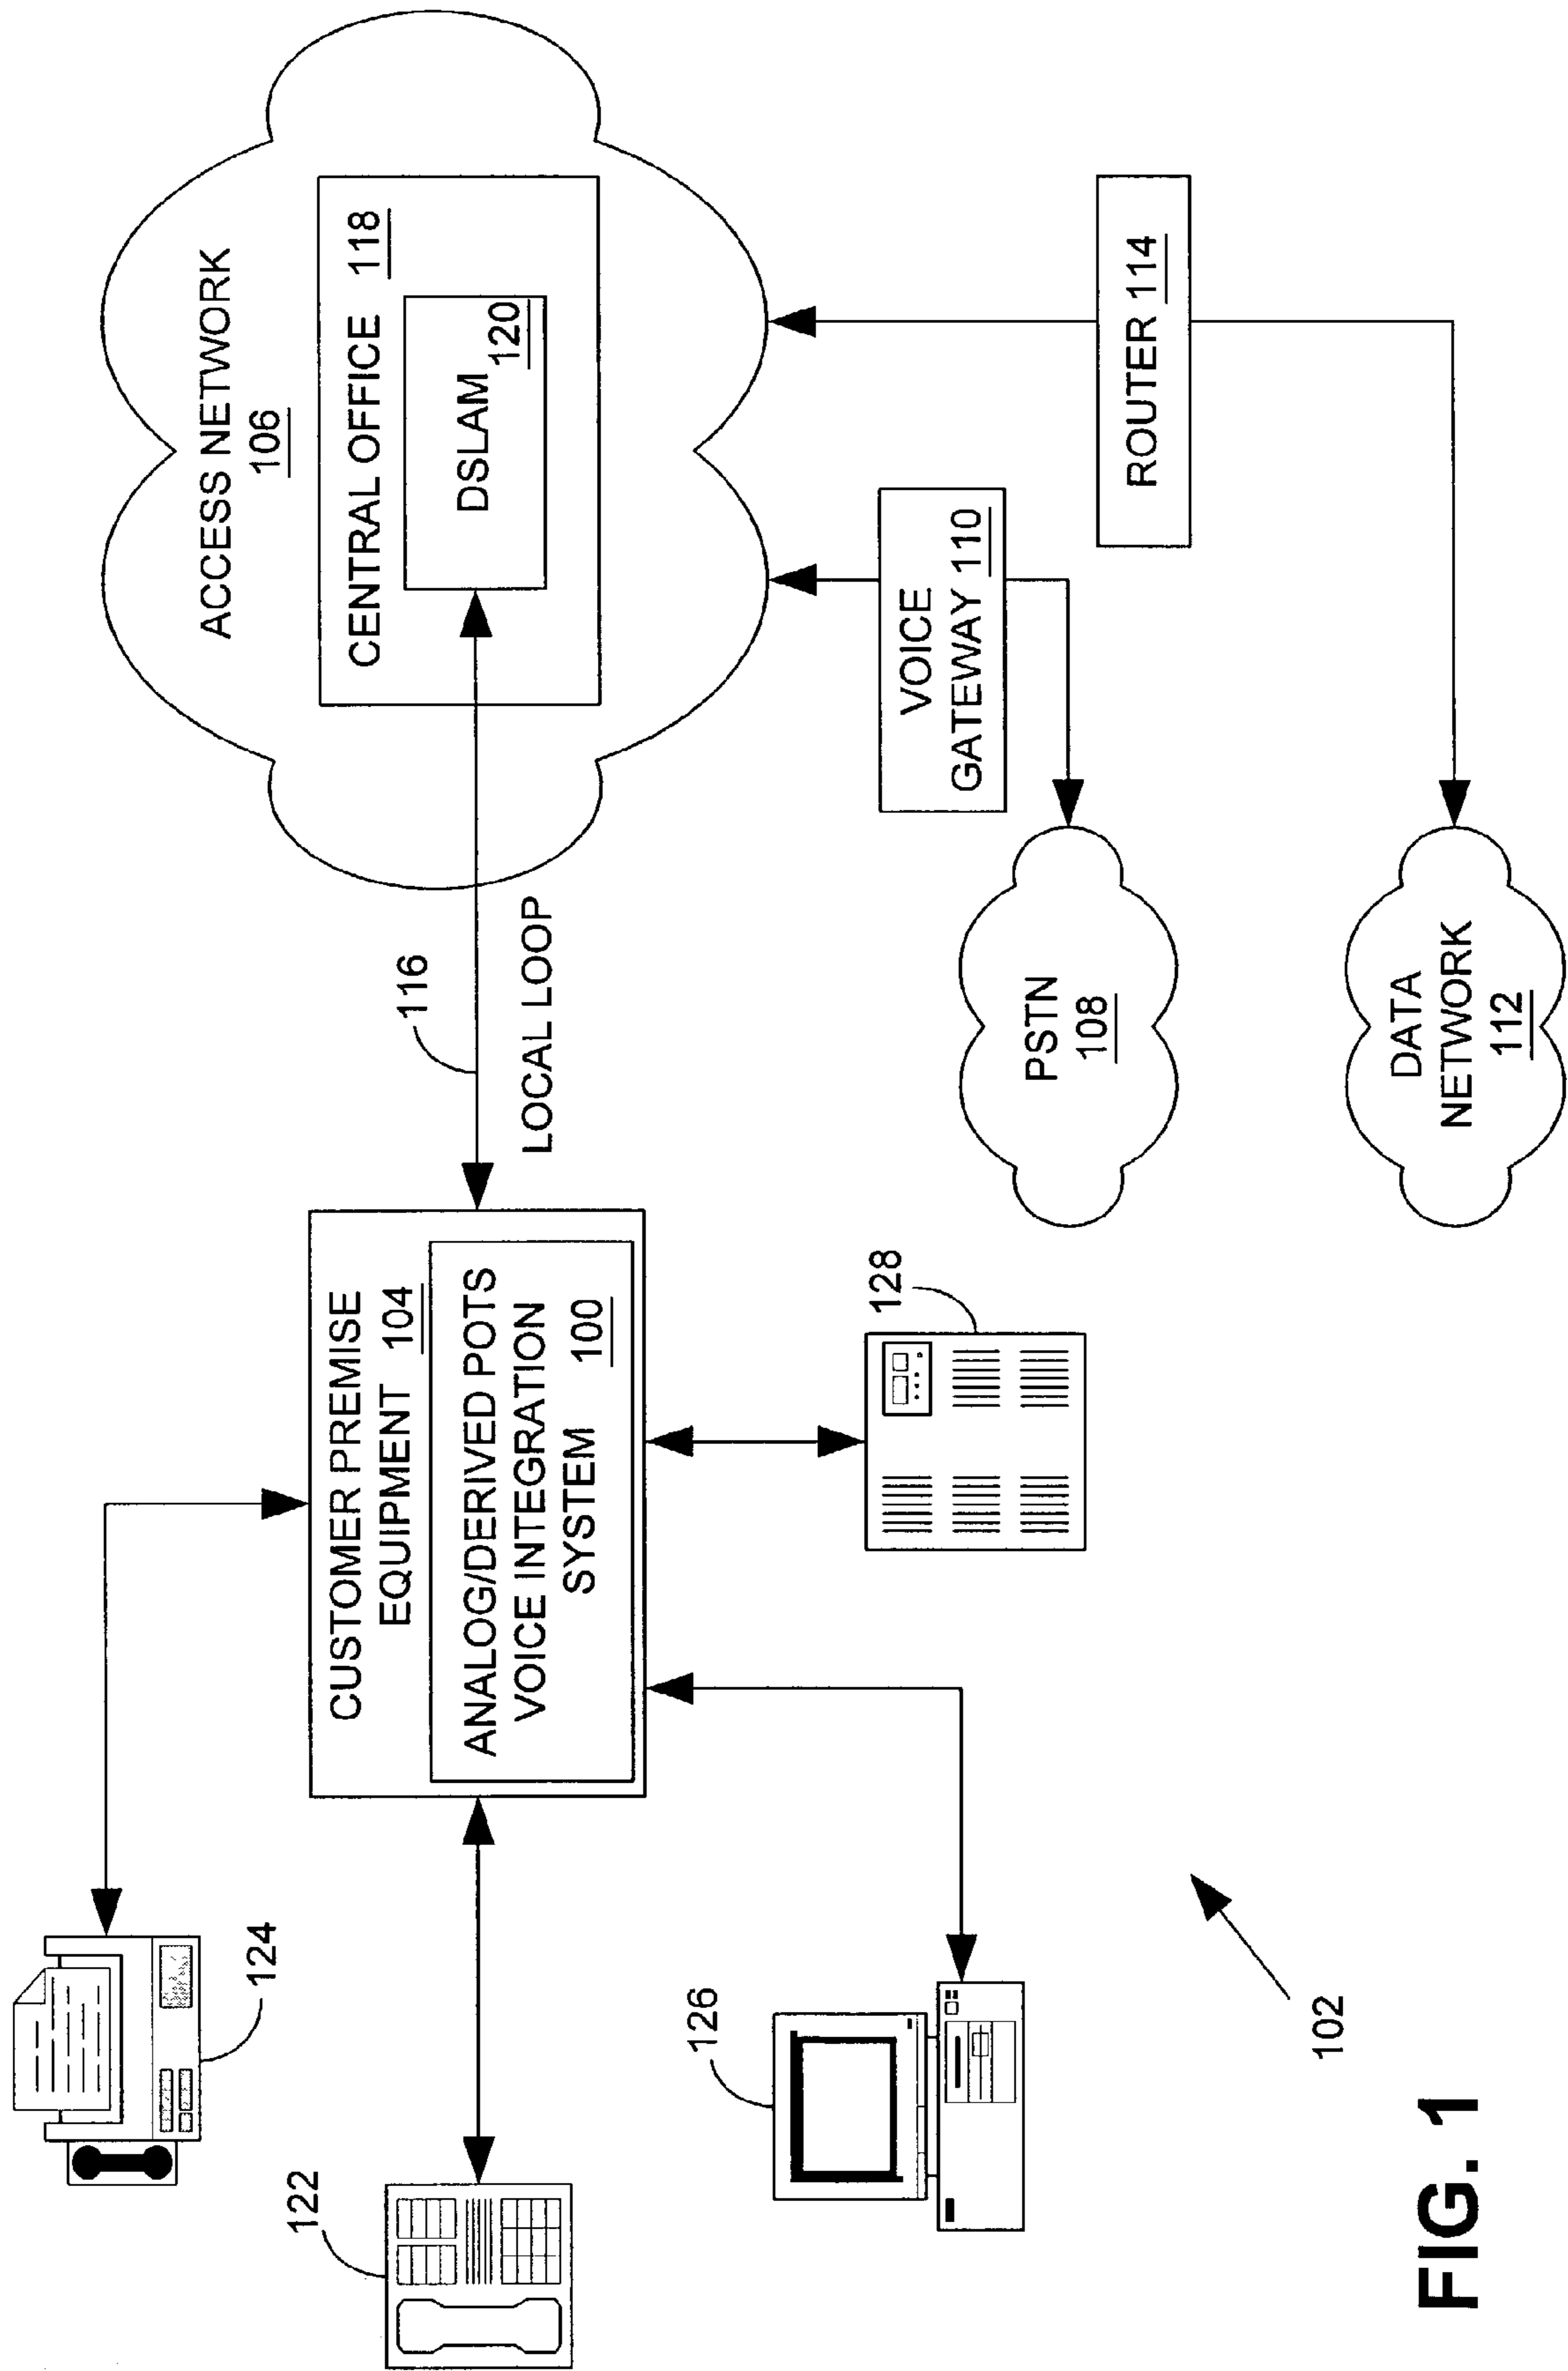 124
122
126
CUSTOMER PREMISE
EQUIPMENT 104
ANALOG/DERIVED POTS
VOICE INTEGRATION
SYSTEM 100
128
116
LOCAL LOOP
ACCESS NETWORK
106
CENTRAL OFFICE 118
DSLAM
120
VOICE
GATEWAY 110
ROUTER 114
PSTN
108
DATA
NETWORK
112
102
FIG. 1